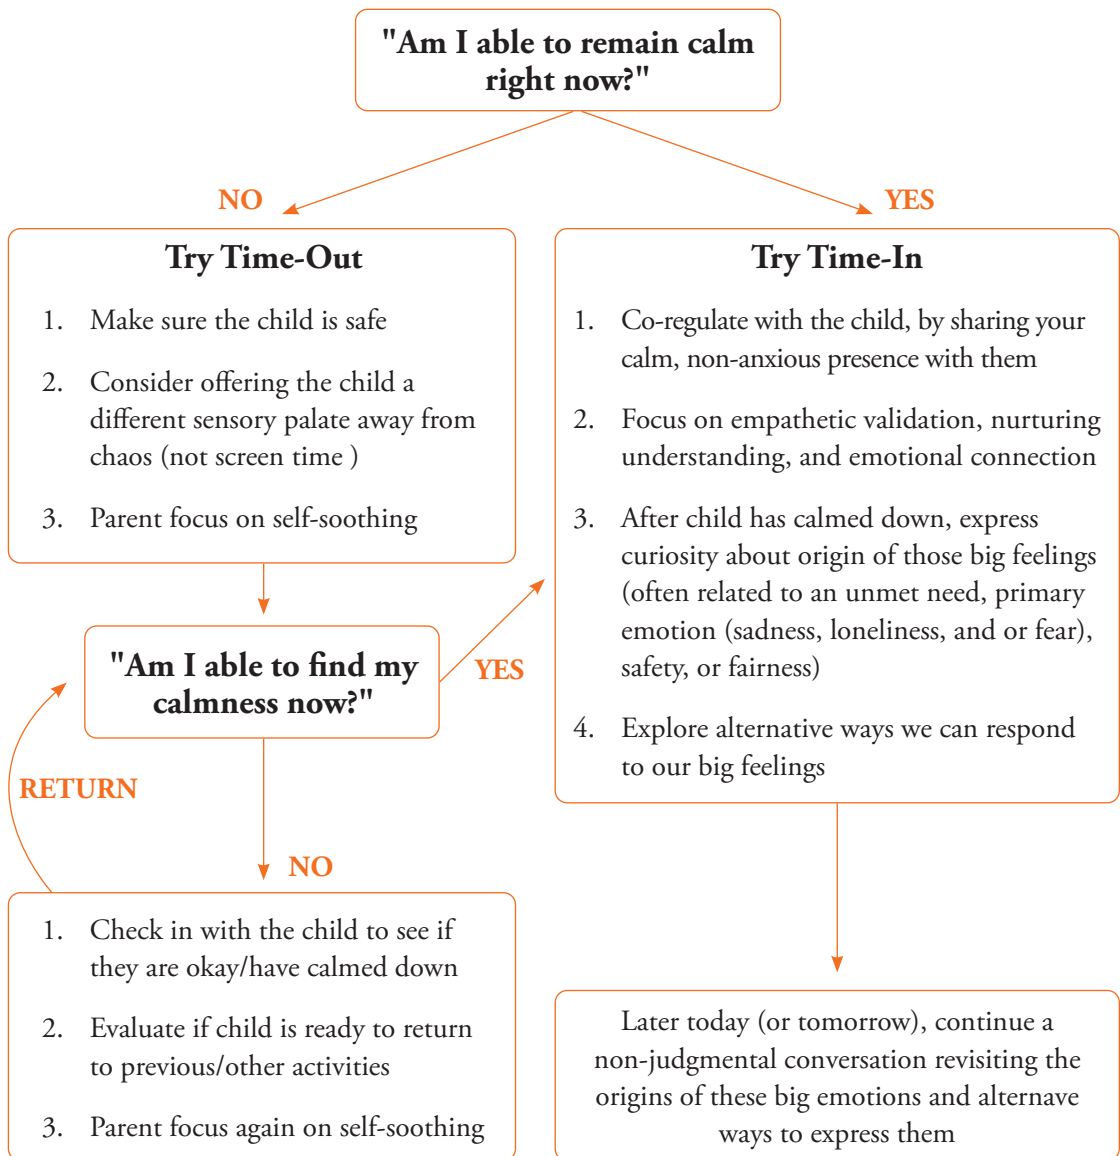 "Am I able to remain calm
right now?"
NO
YES
Try Time-Out
1. Make sure the child is safe
2. Consider offering the child a
different sensory palate away from
chaos (not screen time )
3. Parent focus on self-soothing
Try Time-In
1. Co-regulate with the child, by sharing your
calm, non-anxious presence with them
2. Focus on empathetic validation, nurturing
understanding, and emotional connection
3. After child has calmed down, express
curiosity about origin of those big feelings
(often related to an unmet need, primary
emotion (sadness, loneliness, and or fear),
safety, or fairness)
4. Explore alternative ways we can respond
to our big feelings
"Am I able to find my
calmness now?"
YES
RETURN
NO
1. Check in with the child to see if
they are okay/have calmed down
2. Evaluate if child is ready to return
to previous/other activities
3. Parent focus again on self-soothing
Later today (or tomorrow), continue a
non-judgmental conversation revisiting the
origins of these big emotions and alternave
ways to express them